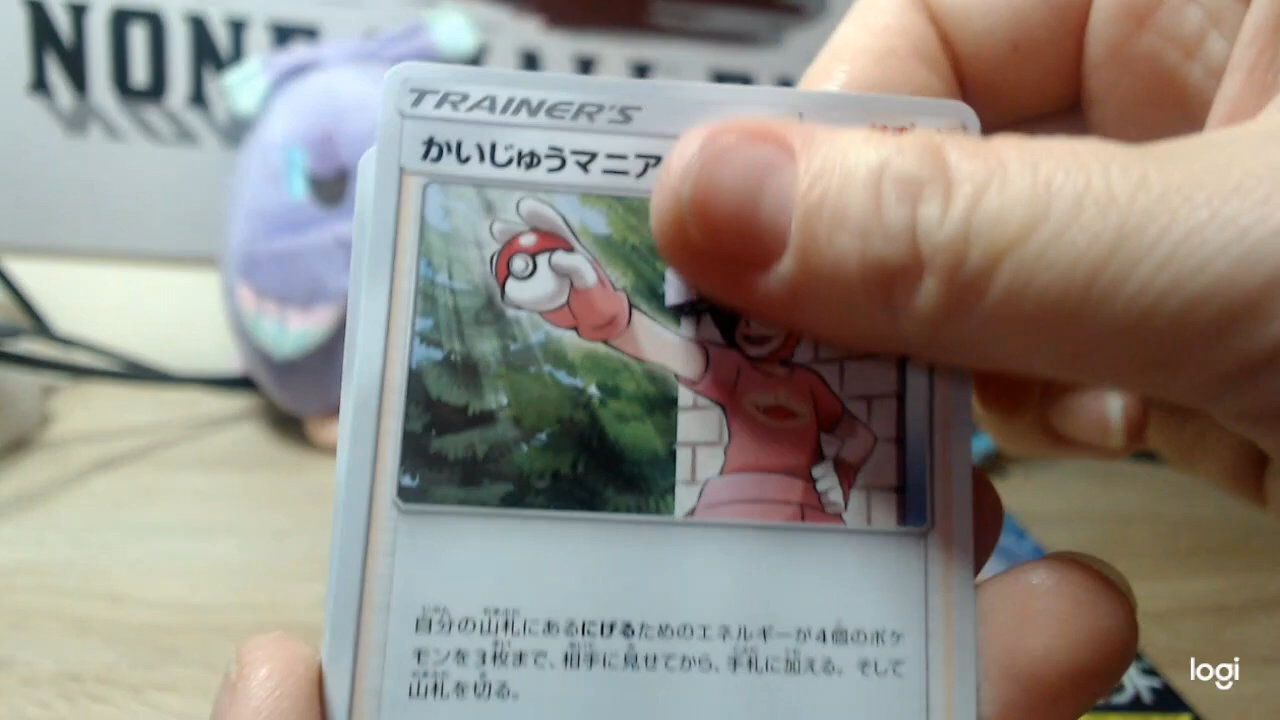 NONE
TRAINER'S
かいじゅうマニア
自分の山札にあるにげるためのエネルギーが4個のポケ
モンを3枚まで、相手に見せてから、手札に加える。そして
山札を切る。
logi